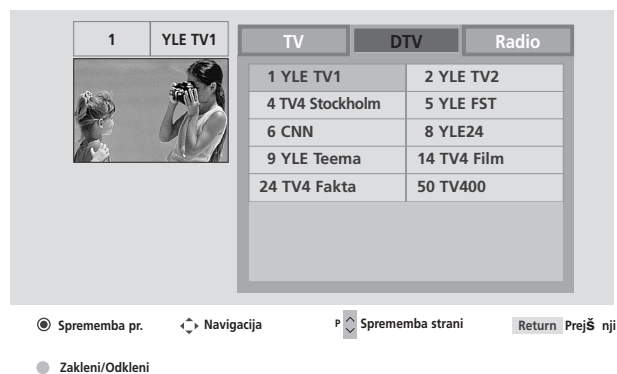 1 YLE TV1
TV DTV Radio
1 YLE TV1 2 YLE TV2
4 TV4 Stockholm 5 YLE FST
6 CNN 8 YLE24
9 YLE Teema 14 TV4 Film
24 TV4 Fakta 50 TV400
Sprememba pr. Navigacija P Sprememba strani Return PrejŠ nji
Zakleni/Odkleni